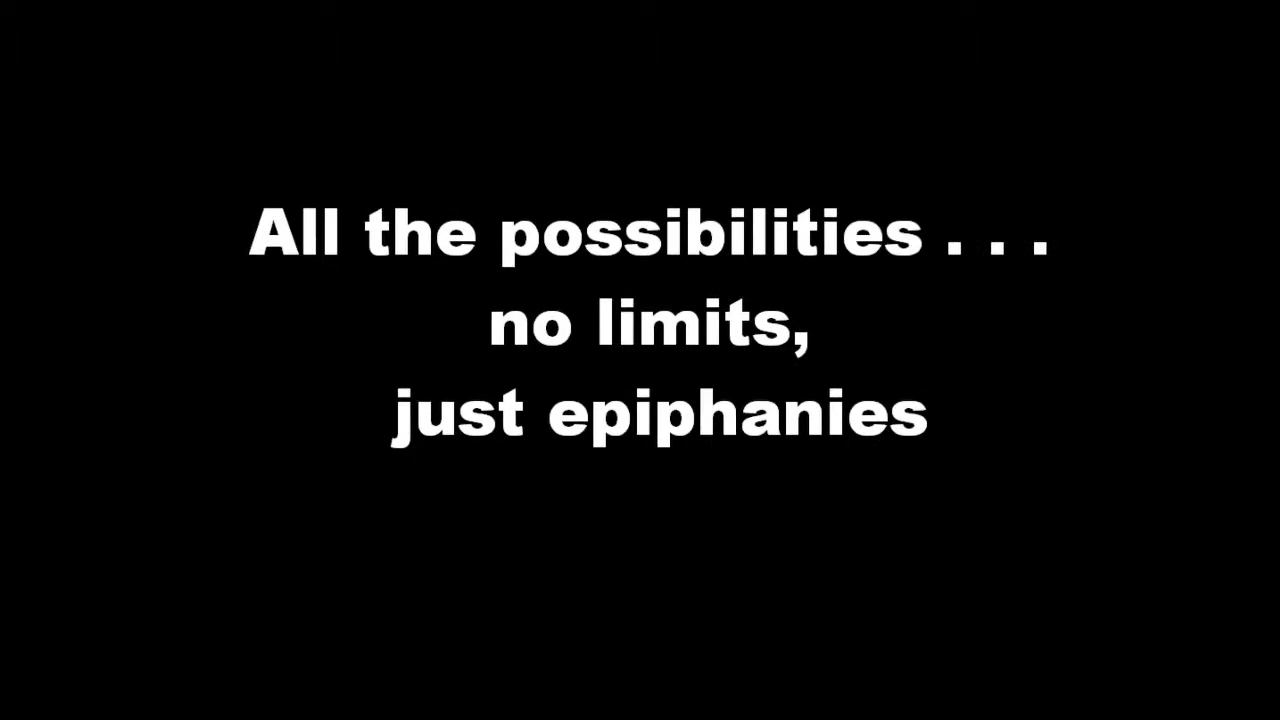 All the possibilities . . .
no limits,
just epiphanies